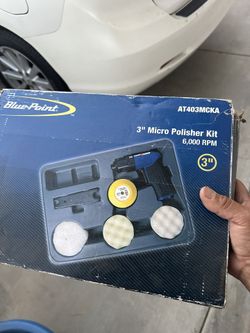 Blue-Point
AT403MCKA
3" Micro Polisher Kit
6,000 RPM
3"